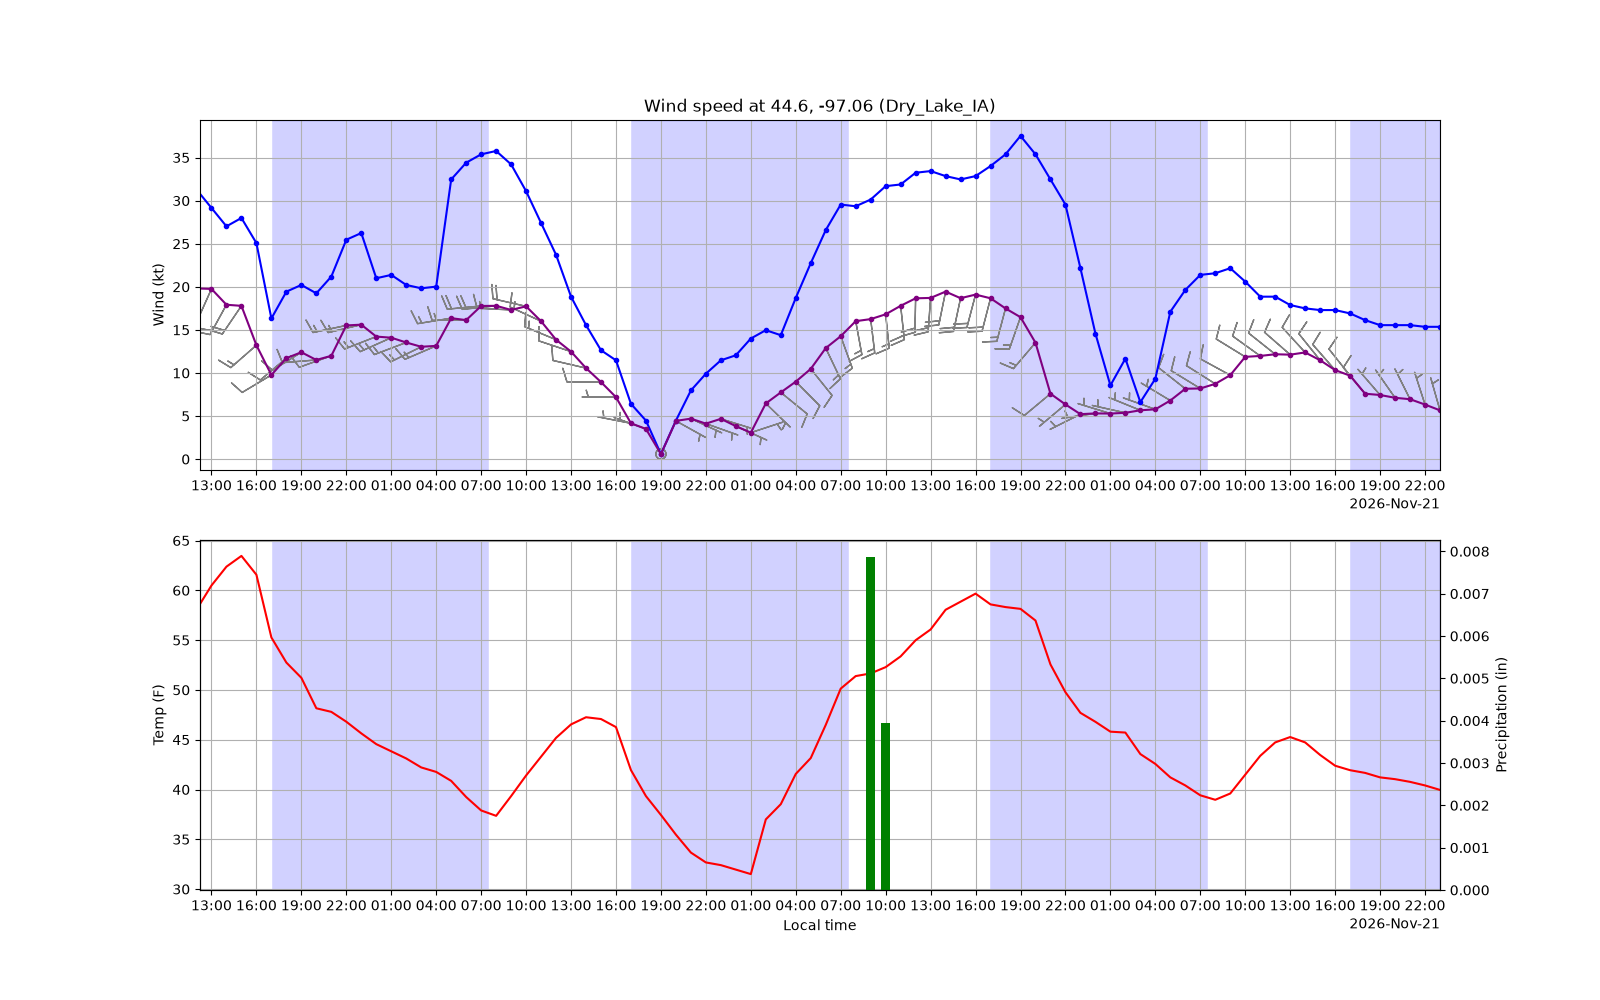 Wind speed at 44.6, -97.06 (Dry_Lake_IA)
Wind (kt)
35
30
25
20
15
10
5
0
13:00 16:00 19:00 22:00 01:00 04:00 07:00 10:00 13:00 16:00 19:00 22:00 01:00 04:00 07:00 10:00 13:00 16:00 19:00 22:00 01:00 04:00 07:00 10:00 13:00 16:00 19:00 22:00
2026-Nov-21
Temp (F)
65
60
55
50
45
40
35
30
0.008
0.007
0.006
0.005
0.004
0.003
0.002
0.001
0.000
Precipitation (in)
13:00 16:00 19:00 22:00 01:00 04:00 07:00 10:00 13:00 16:00 19:00 22:00 01:00 04:00 07:00 10:00 13:00 16:00 19:00 22:00 01:00 04:00 07:00 10:00 13:00 16:00 19:00 22:00
Local time
2026-Nov-21